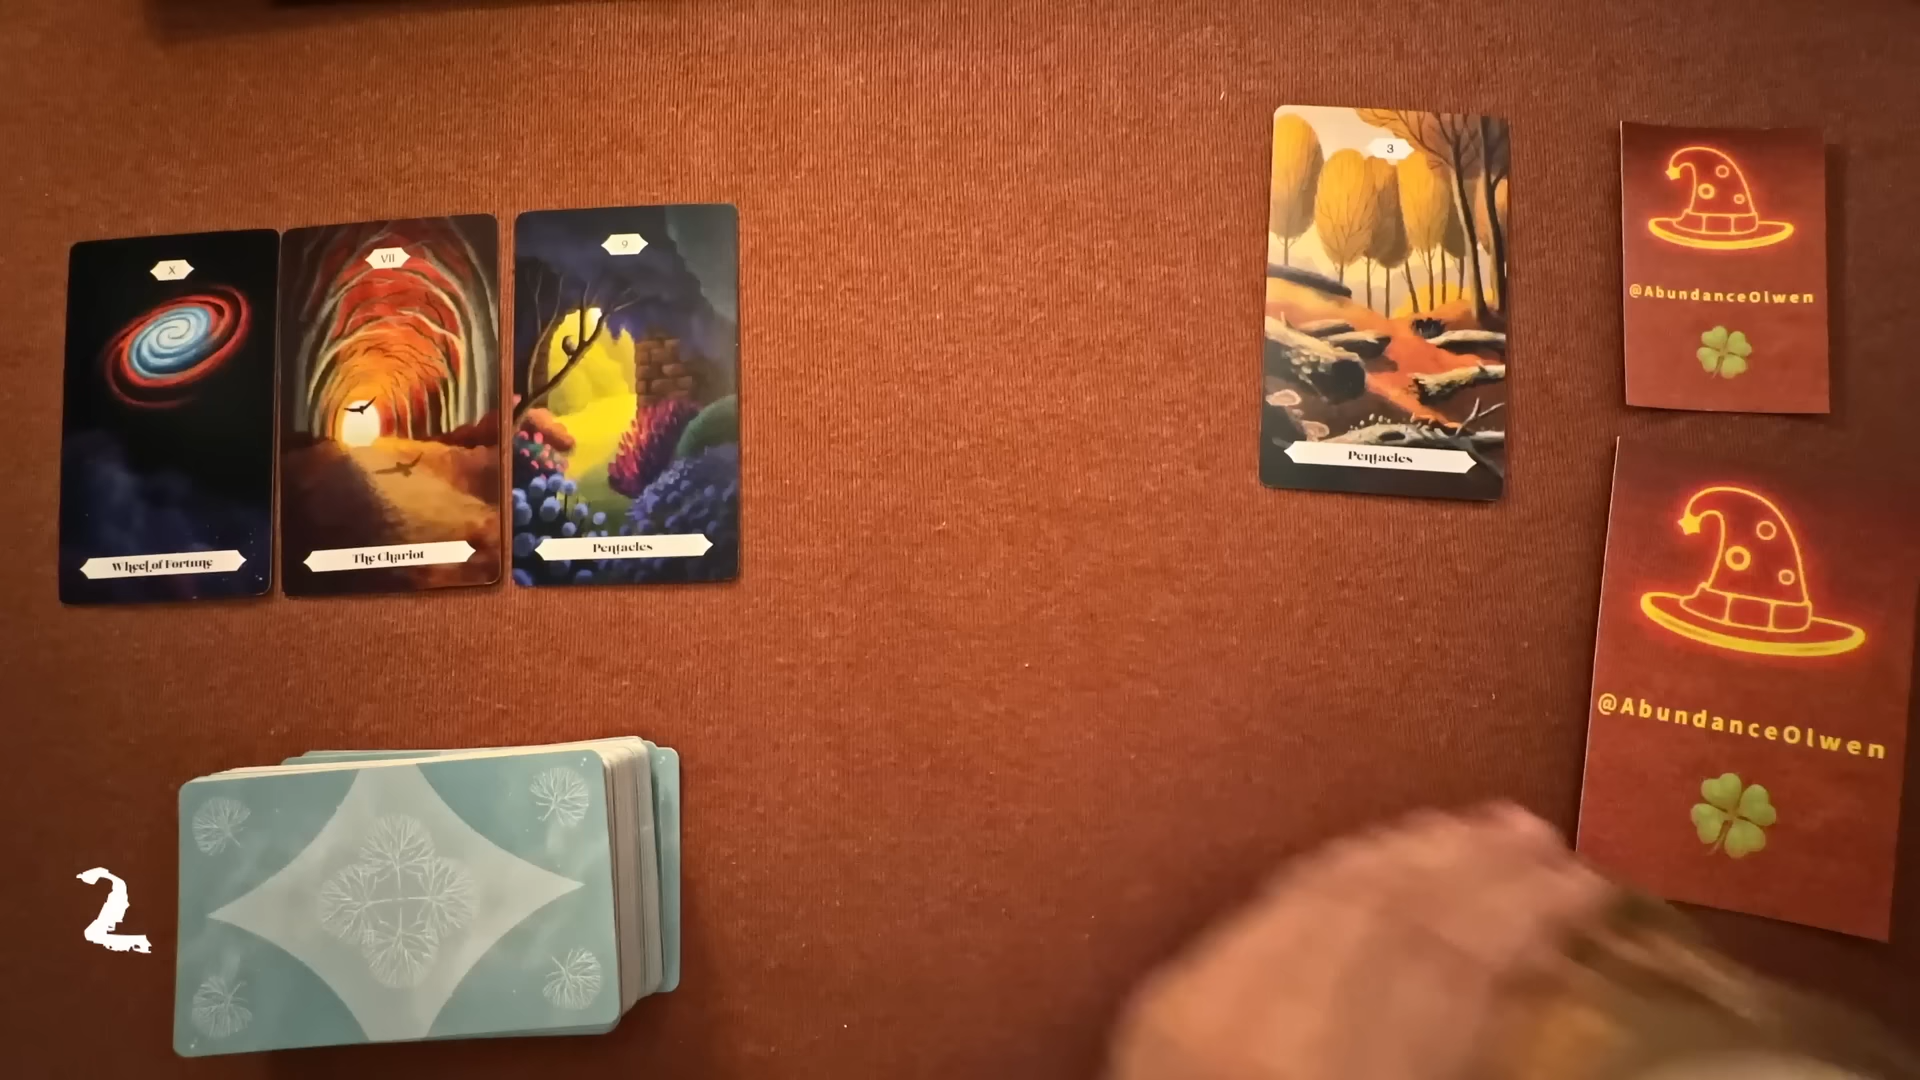 X
Wheel of Fortune
VII
The Chariot
9
Pentacles
3
Pentacles
@AbundanceOlwen
@AbundanceOlwen
2